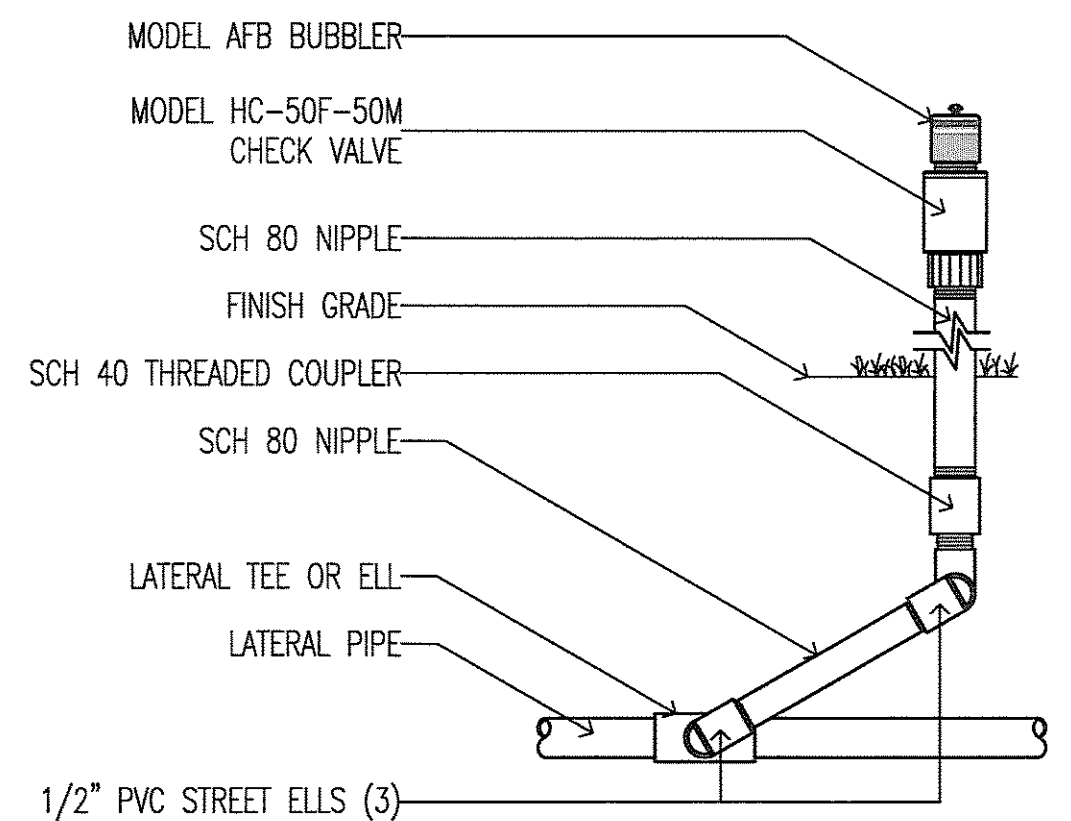 MODEL AFB BUBBLER
MODEL HC-50F-50M
CHECK VALVE
SCH 80 NIPPLE
FINISH GRADE
SCH 40 THREADED COUPLER
SCH 80 NIPPLE
LATERAL TEE OR ELL
LATERAL PIPE
1/2" PVC STREET ELLS (3)